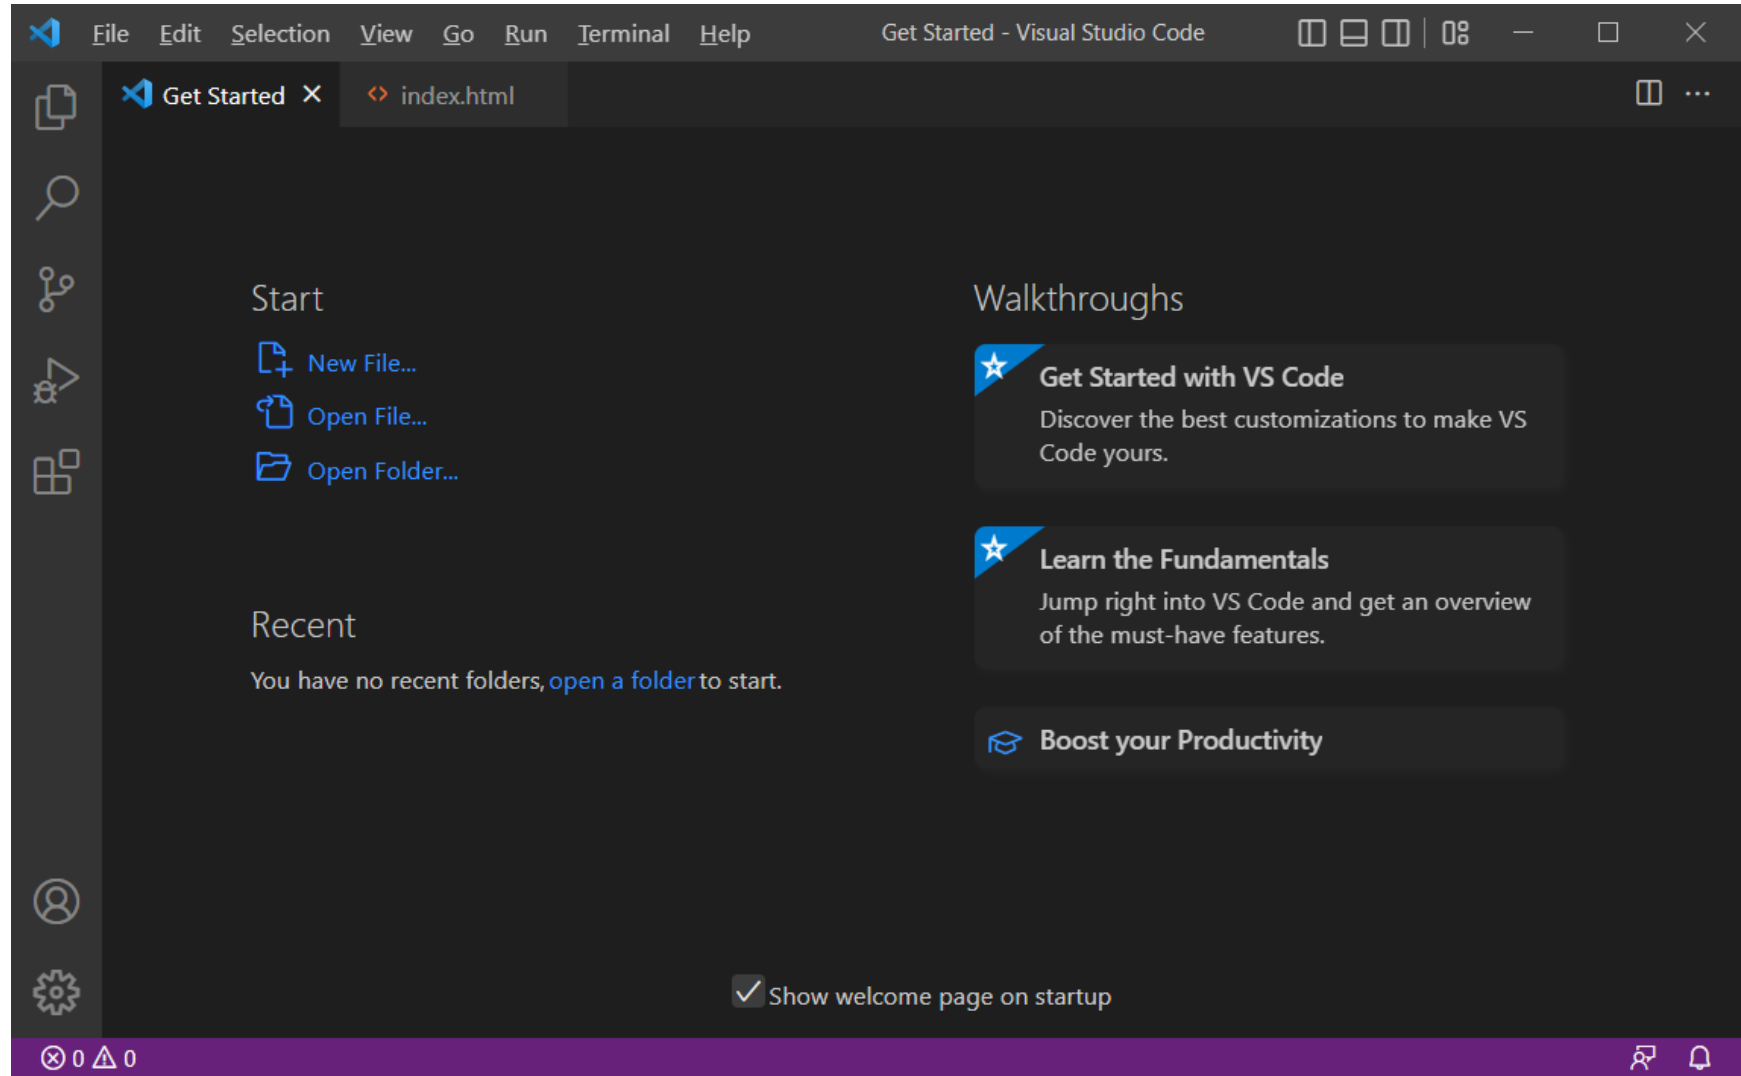 File Edit Selection View Go Run Terminal Help Get Started - Visual Studio Code
Get Started index.html
Start
New File...
Open File...
Open Folder...
Recent
You have no recent folders, open a folder to start.
Walkthroughs
Get Started with VS Code
Discover the best customizations to make VS
Code yours.
Learn the Fundamentals
Jump right into VS Code and get an overview
of the must-have features.
Boost your Productivity
Show welcome page on startup
0 0